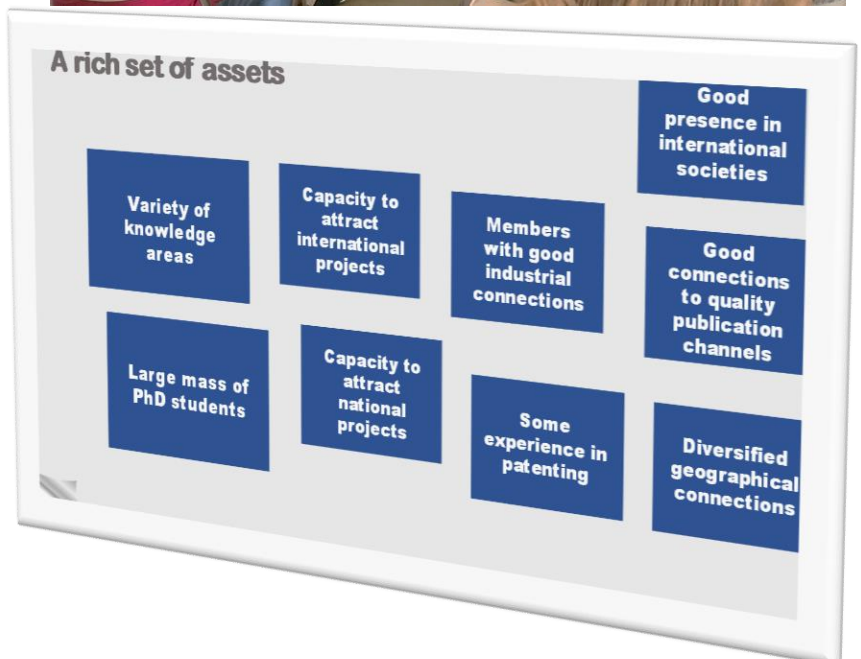 A rich set of assets
Good
presence in
international
societies
Variety of
knowledge
areas
Capacity to
attract
international
projects
Members
with good
industrial
connections
Good
connections
to quality
publication
channels
Large mass of
PhD students
Capacity to
attract
national
projects
Some
experience in
patenting
Diversified
geographical
connections